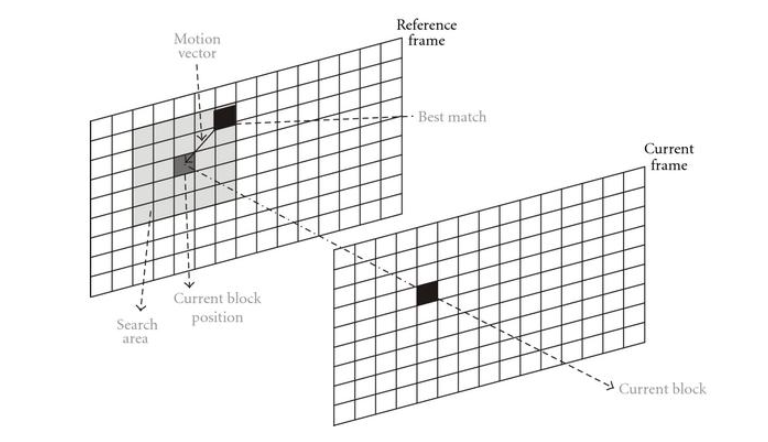 Reference
frame
Motion
vector
Best match
Current
frame
Current block
position
Search
area
Current block